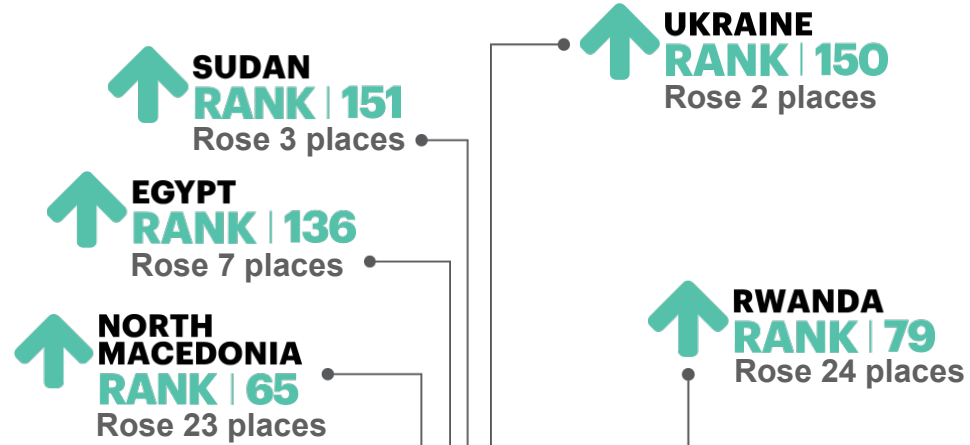 UKRAINE
RANK | 150
Rose 2 places
SUDAN
RANK | 151
Rose 3 places
EGYPT
RANK | 136
Rose 7 places
RWANDA
RANK | 79
Rose 24 places
NORTH
MACEDONIA
RANK | 65
Rose 23 places